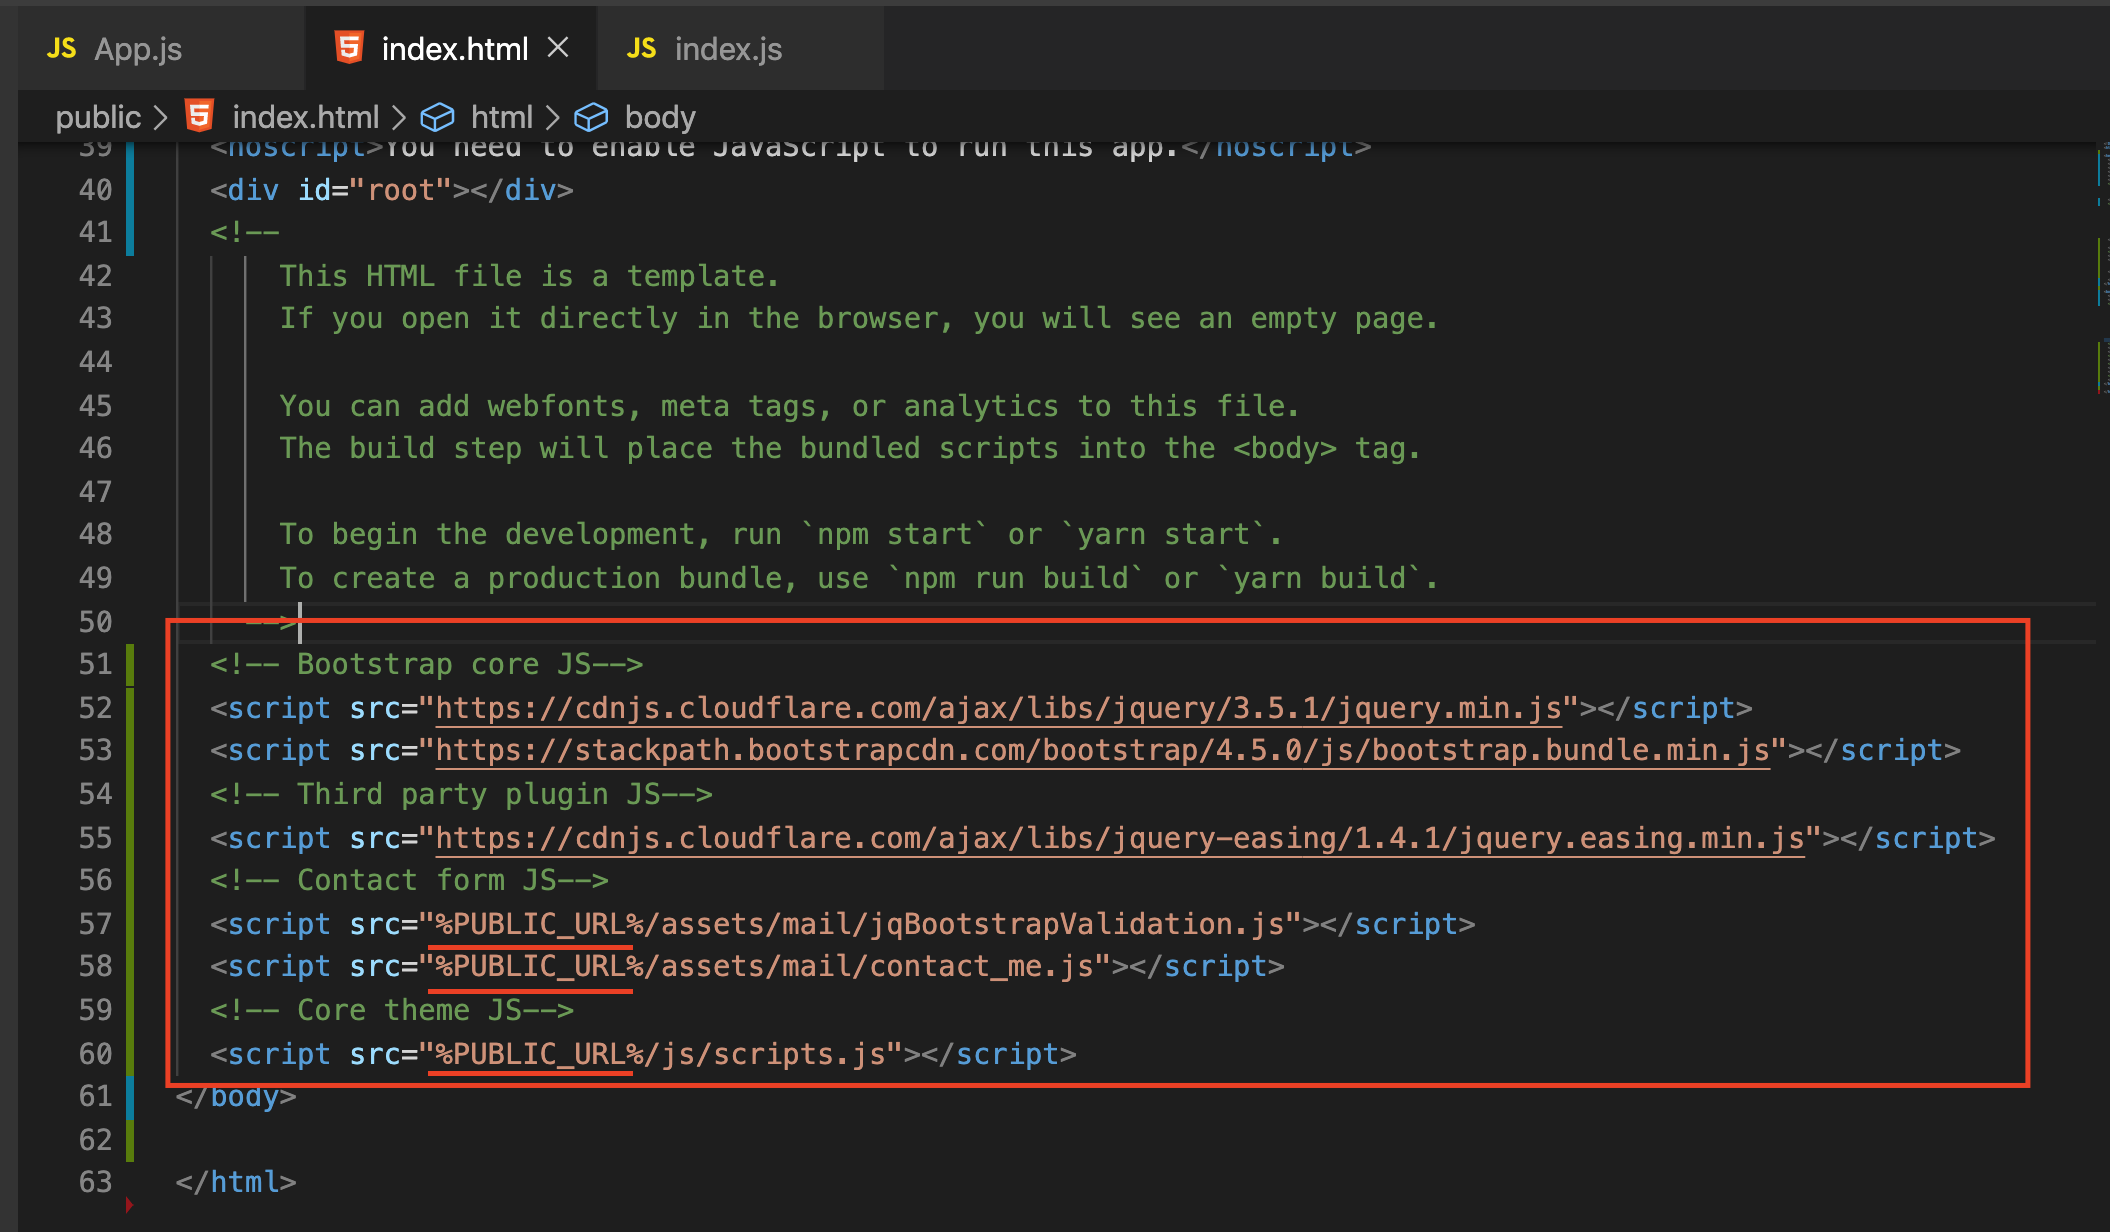 JS App.js
index.html ×
JS index.js
public > index.html > html > body
39 <noscript>You need to enable JavaScript to run this app.</noscript>
40 <div id="root"></div>
41 <!--
42 This HTML file is a template.
43 If you open it directly in the browser, you will see an empty page.
44
45 You can add webfonts, meta tags, or analytics to this file.
46 The build step will place the bundled scripts into the <body> tag.
47
48 To begin the development, run `npm start` or `yarn start`.
49 To create a production bundle, use `npm run build` or `yarn build`.
50 -->
51 <!-- Bootstrap core JS-->
52 <script src="https://cdnjs.cloudflare.com/ajax/libs/jquery/3.5.1/jquery.min.js"></script>
53 <script src="https://stackpath.bootstrapcdn.com/bootstrap/4.5.0/js/bootstrap.bundle.min.js"></script>
54 <!-- Third party plugin JS-->
55 <script src="https://cdnjs.cloudflare.com/ajax/libs/jquery-easing/1.4.1/jquery.easing.min.js"></script>
56 <!-- Contact form JS-->
57 <script src="%PUBLIC_URL%/assets/mail/jqBootstrapValidation.js"></script>
58 <script src="%PUBLIC_URL%/assets/mail/contact_me.js"></script>
59 <!-- Core theme JS-->
60 <script src="%PUBLIC_URL%/js/scripts.js"></script>
61 </body>
62
63 </html>